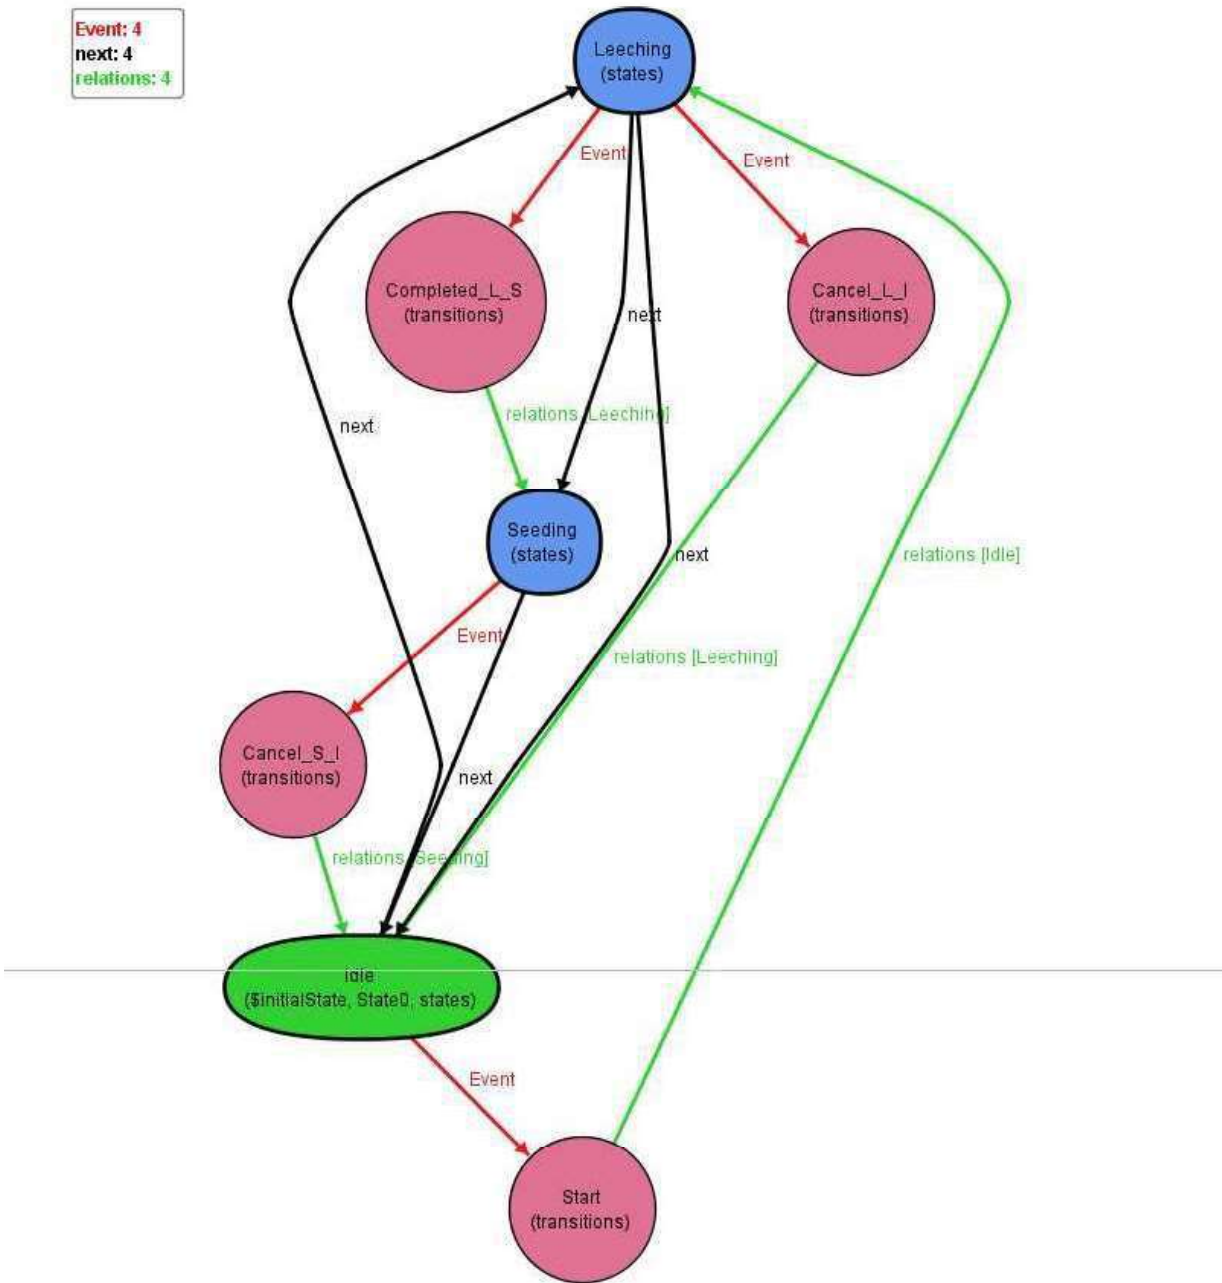 Event: 4
next: 4
relations: 4
Leeching
(states)
Event
Event
Completed_L_S
(transitions)
Cancel_L_I
(transitions)
next
relations [Leeching]
next
Seeding
(states)
next
relations [Idle]
Event
relations [Leeching]
Cancel_S_I
(transitions)
next
relations [Seeding]
Idle
($initialState, State▯, states)
Event
Start
(transitions)